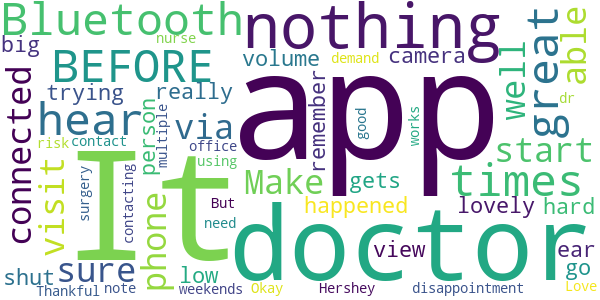 Bluetooth
nothing
nurse
big
BEFORE
volume
demand
camera
well
great
able
connected
trying
really
hear
via
person
multiple
remember
app
good
works
dr
start
risk
contact
office
using
It
visit
surgery
contacting
phone
Make
gets
times
But
need
happened
lovely
hard
doctor
view
ear
go
shut
sure
low
Thankful
note
weekends
Okay
Hershey
disappointment
Love